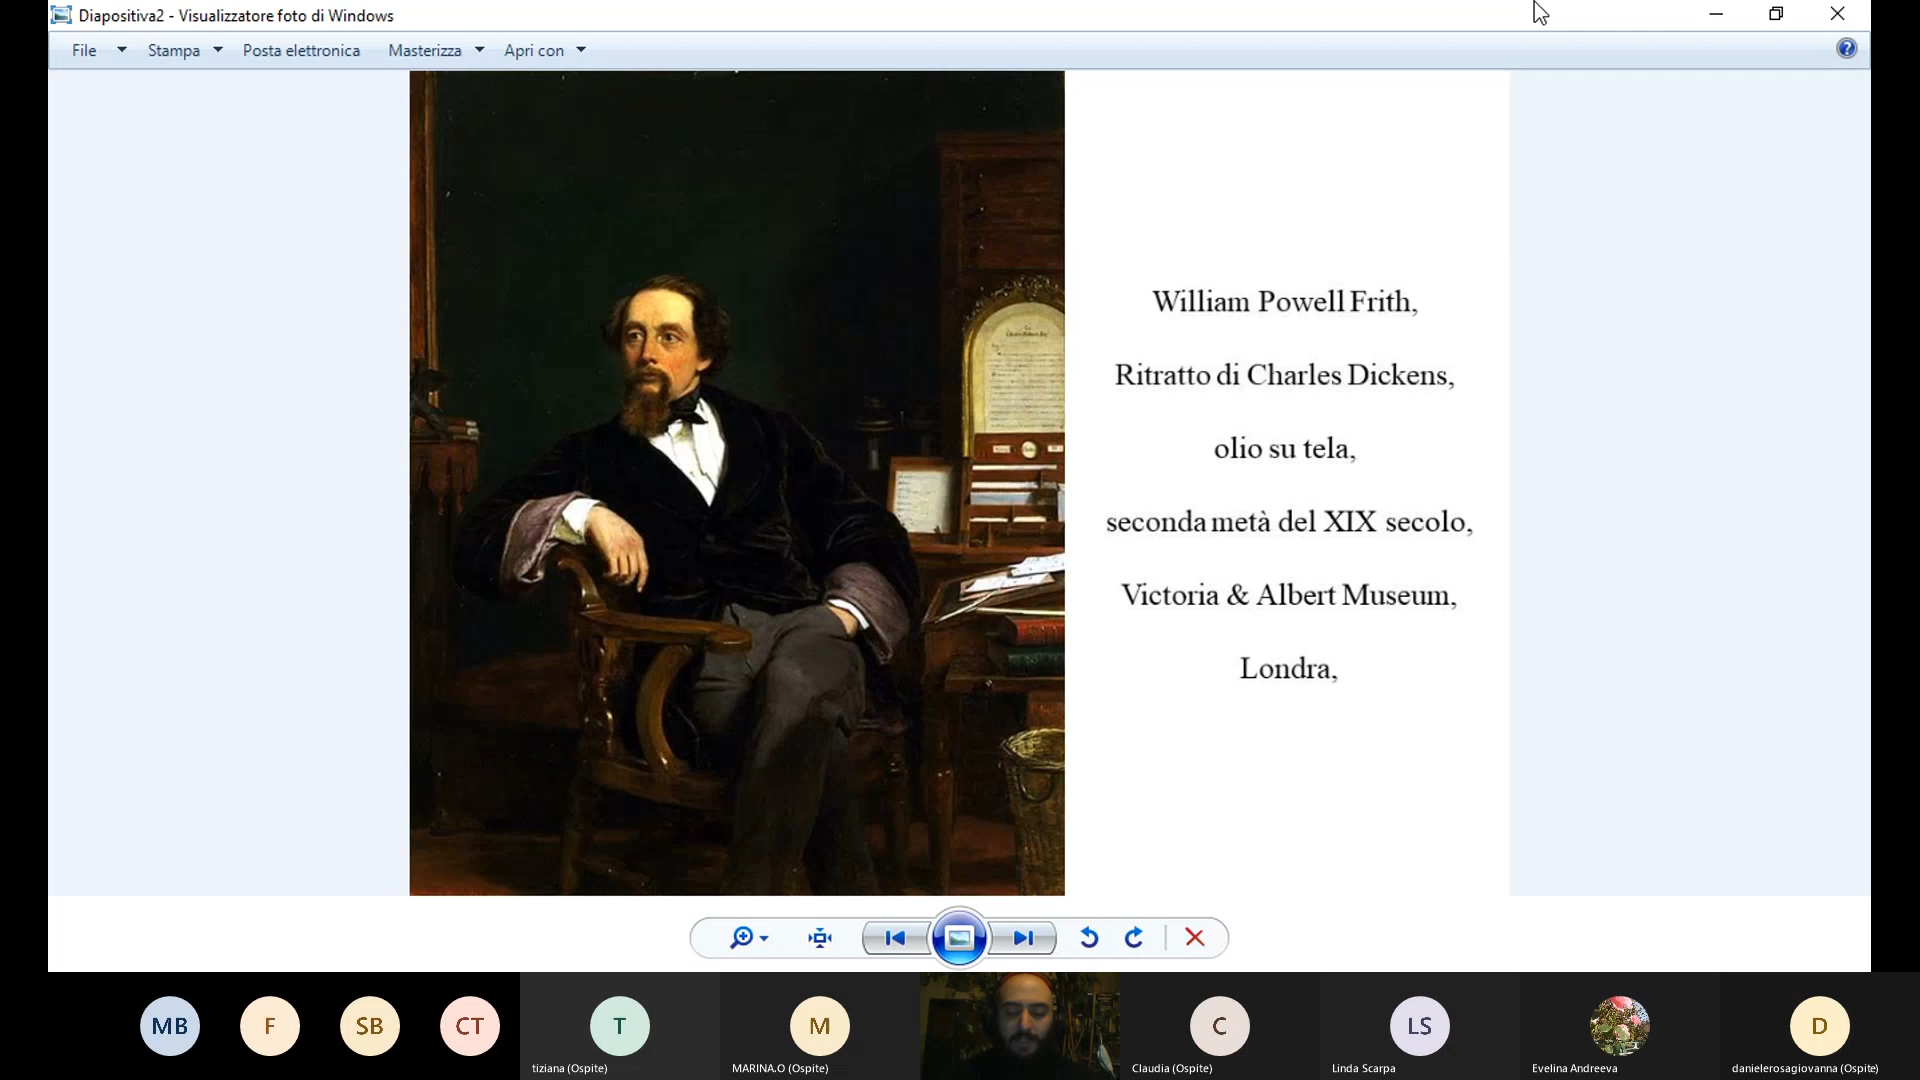 Diapositiva2 - Visualizzatore foto di Windows
File Stampa Posta elettronica Masterizza Apri con
William Powell Frith,
Ritratto di Charles Dickens,
olio su tela,
seconda metà del XIX secolo,
Victoria & Albert Museum,
Londra,
MB F SB CT T M C LS D
tiziana (Ospite) MARINA.O (Ospite) Claudia (Ospite) Linda Scarpa Evelina Andreeva danielerosagiovanna (Ospite)